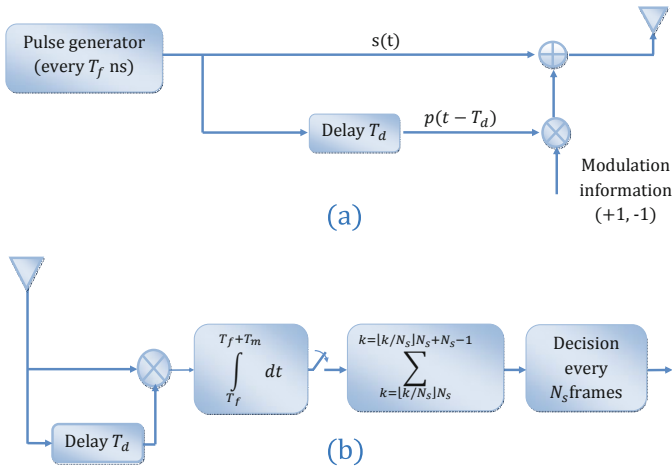 Pulse generator
(every T_f ns)
s(t)
Delay T_d
p(t − T_d)
Modulation
information
(+1, -1)
(a)
T_f+T_m
∫ dt
T_f
k=⌊k/N_s⌋N_s+N_s−1
∑
k=⌊k/N_s⌋N_s
Decision
every
N_s frames
Delay T_d
(b)